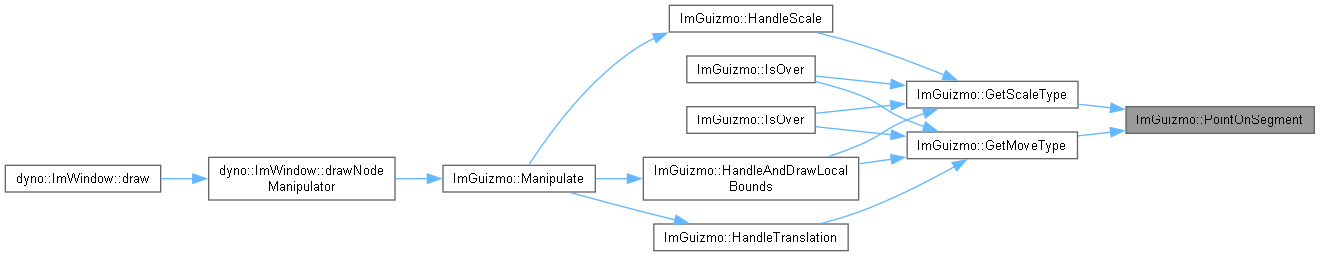 ImGuizmo::HandleScale
ImGuizmo::IsOver
ImGuizmo::GetScaleType
ImGuizmo::IsOver
ImGuizmo::PointOnSegment
ImGuizmo::GetMoveType
dyno::ImWindow::draw
dyno::ImWindow::drawNode
Manipulator
ImGuizmo::Manipulate
ImGuizmo::HandleAndDrawLocal
Bounds
ImGuizmo::HandleTranslation